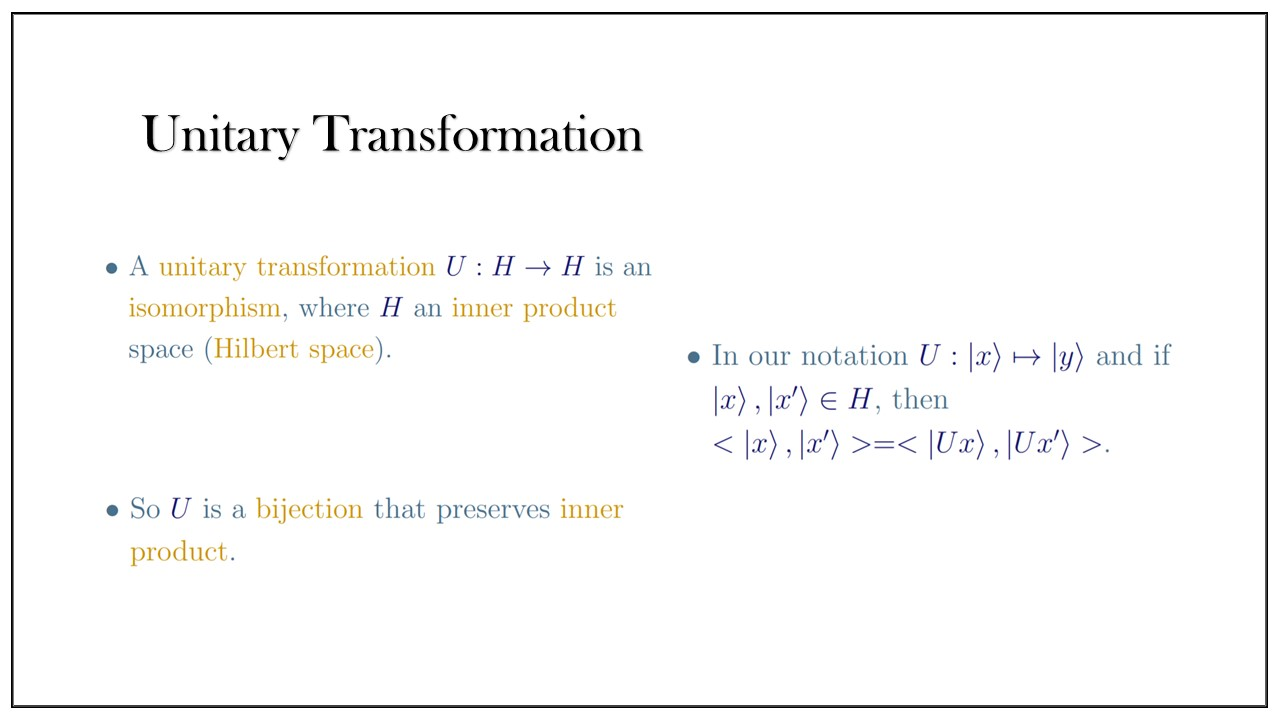 Unitary Transformation
• A unitary transformation U : H → H is an
isomorphism, where H an inner product
space (Hilbert space).
• So U is a bijection that preserves inner
product.
• In our notation U : |x⟩ ↦ |y⟩ and if
|x⟩ , |x′⟩ ∈ H, then
< |x⟩ , |x′⟩ >=< |Ux⟩ , |Ux′⟩ >.